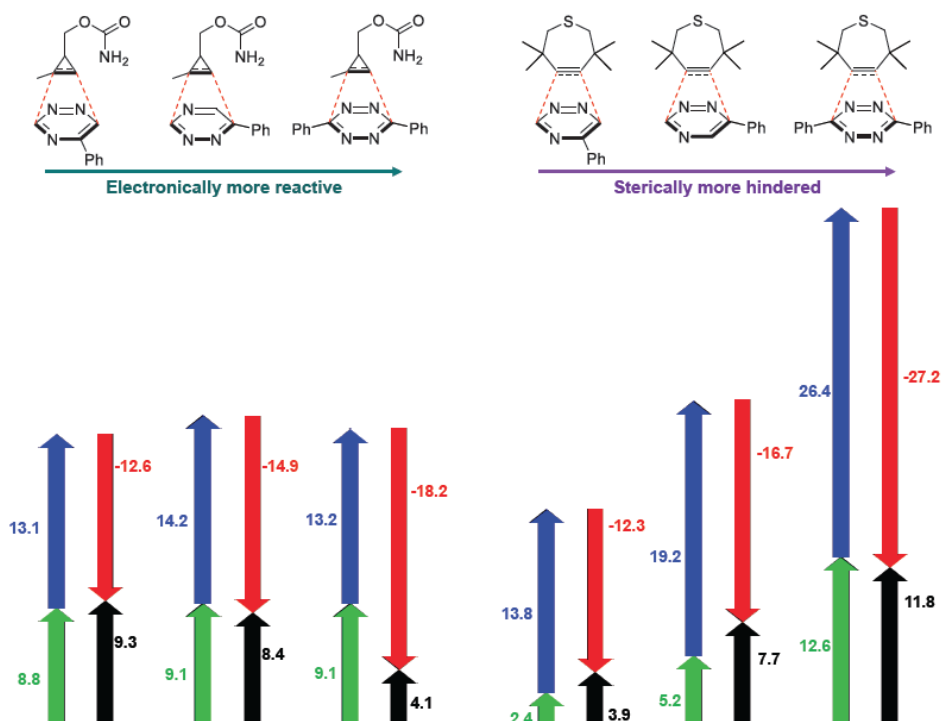 O
O
NH2
O
O
NH2
O
O
NH2
S
S
S
N=N
N
Ph
N
N-N
Ph
N=N
Ph
N-N
Ph
N=N
N
Ph
N=N
N
Ph
N=N
Ph
N-N
Ph
Electronically more reactive
Sterically more hindered
13.1
-12.6
8.8
9.3
14.2
-14.9
9.1
8.4
13.2
-18.2
9.1
4.1
13.8
-12.3
2.4
3.9
19.2
-16.7
5.2
7.7
26.4
-27.2
12.6
11.8